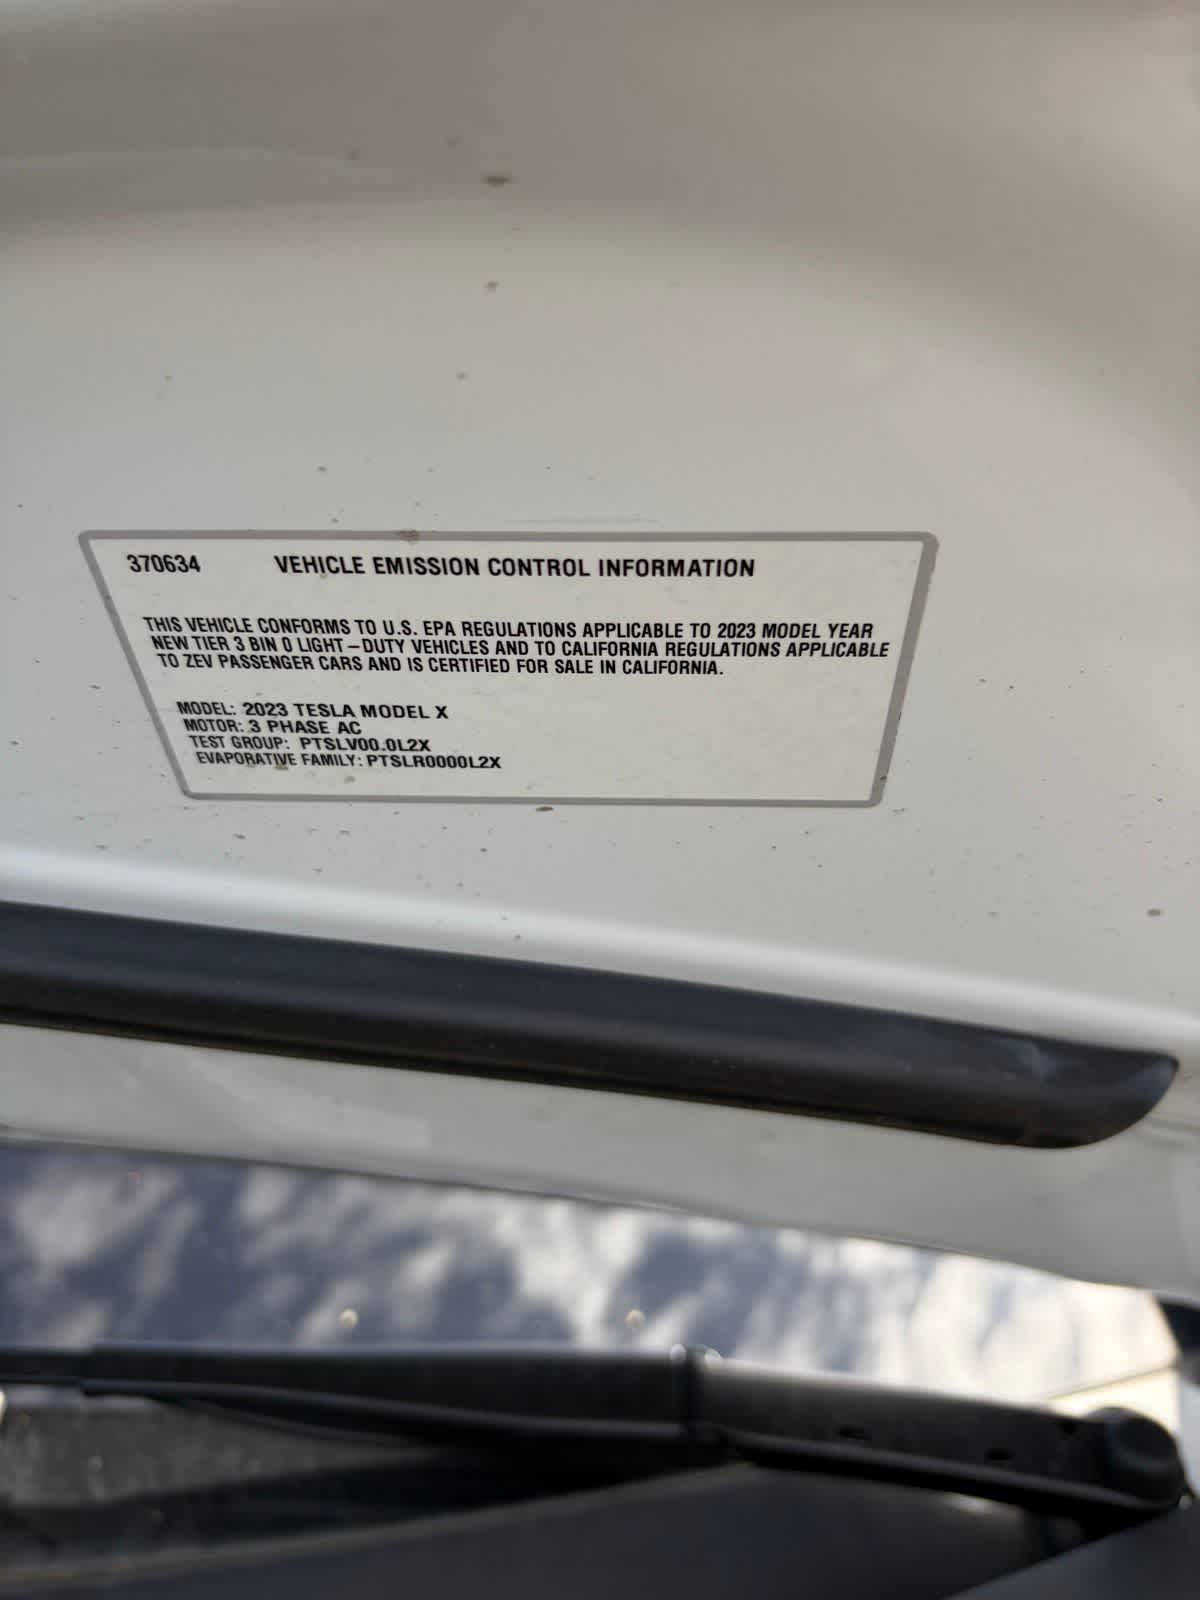 370634 VEHICLE EMISSION CONTROL INFORMATION
THIS VEHICLE CONFORMS TO U.S. EPA REGULATIONS APPLICABLE TO 2023 MODEL YEAR
NEW TIER 3 BIN 0 LIGHT-DUTY VEHICLES AND TO CALIFORNIA REGULATIONS APPLICABLE
TO ZEV PASSENGER CARS AND IS CERTIFIED FOR SALE IN CALIFORNIA.
MODEL: 2023 TESLA MODEL X
MOTOR: 3 PHASE AC
TEST GROUP: PTSLV00.0L2X
EVAPORATIVE FAMILY: PTSLR0000L2X